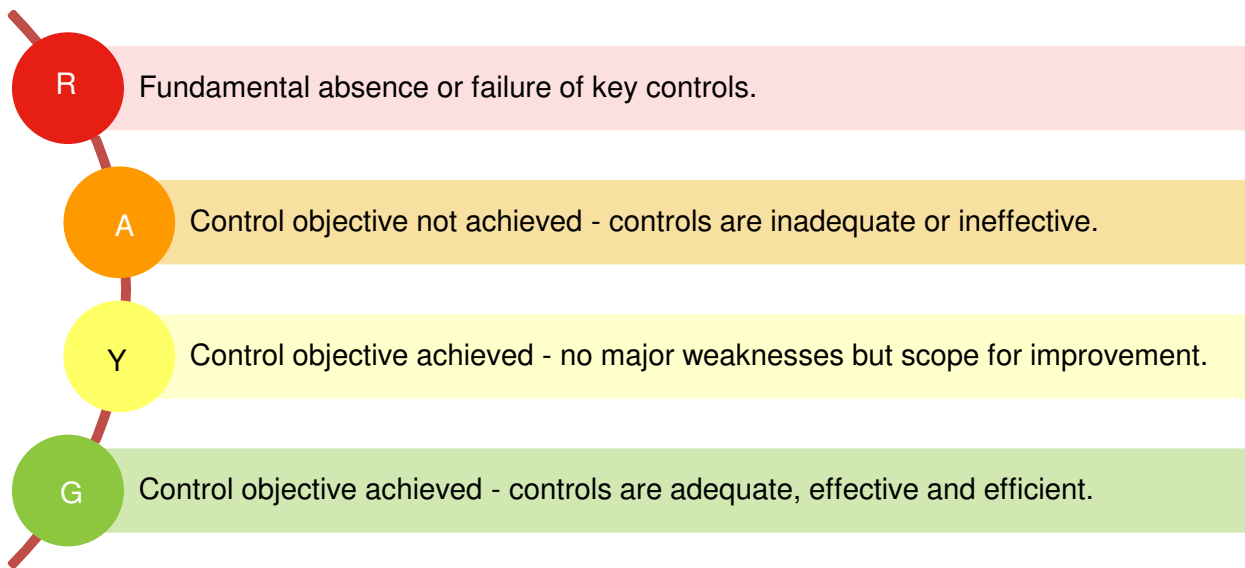 R
Fundamental absence or failure of key controls.
A
Control objective not achieved - controls are inadequate or ineffective.
Y
Control objective achieved - no major weaknesses but scope for improvement.
G
Control objective achieved - controls are adequate, effective and efficient.